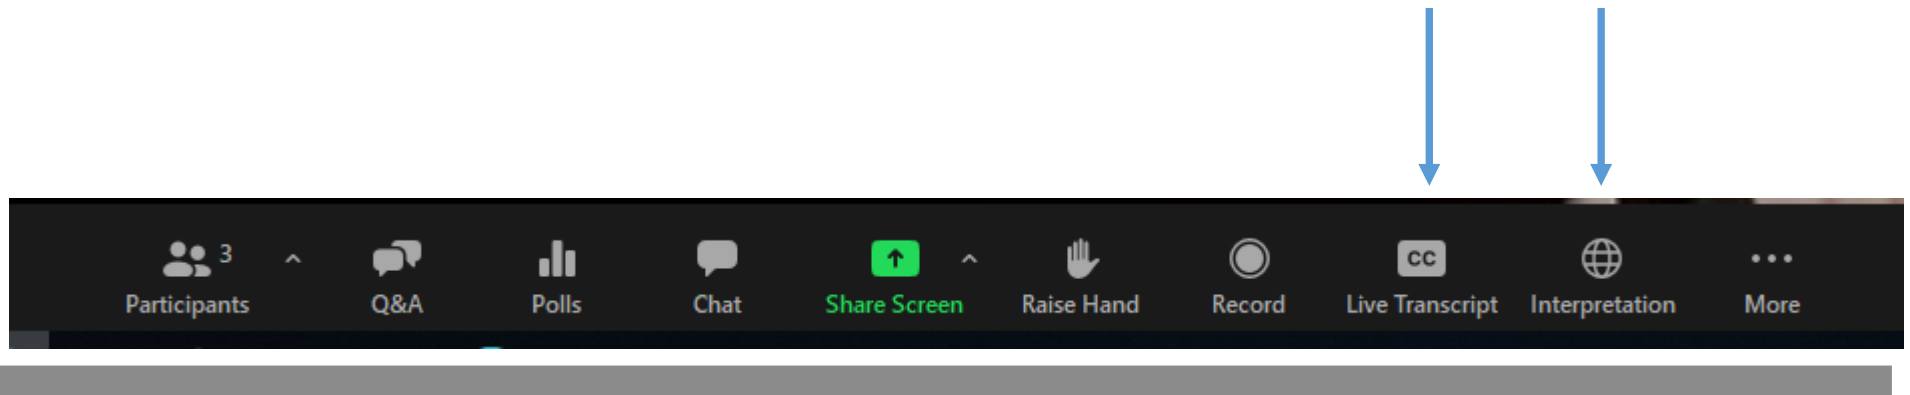 3
Participants
Q&A
Polls
Chat
Share Screen
Raise Hand
Record
CC
Live Transcript
Interpretation
More